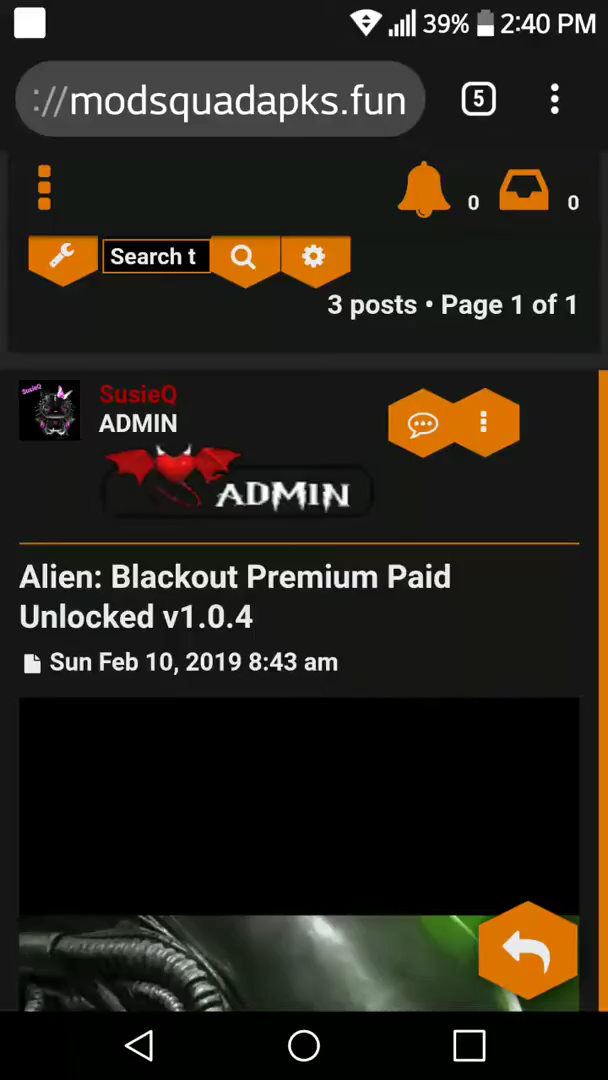 39% 2:40 PM
://modsquadapks.fun 5
0 0
Search t
3 posts • Page 1 of 1
SusieQ
SusieQ
ADMIN
ADMIN
Alien: Blackout Premium Paid
Unlocked v1.0.4
Sun Feb 10, 2019 8:43 am